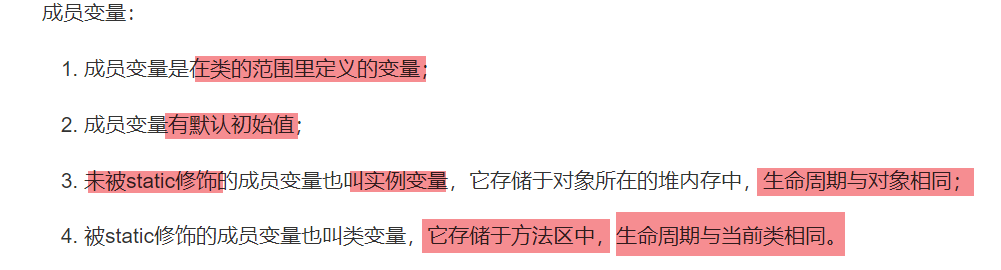 成员变量：
1. 成员变量是在类的范围里定义的变量；
2. 成员变量有默认初始值；
3. 未被static修饰的成员变量也叫实例变量，它存储于对象所在的堆内存中，生命周期与对象相同；
4. 被static修饰的成员变量也叫类变量，它存储于方法区中，生命周期与当前类相同。